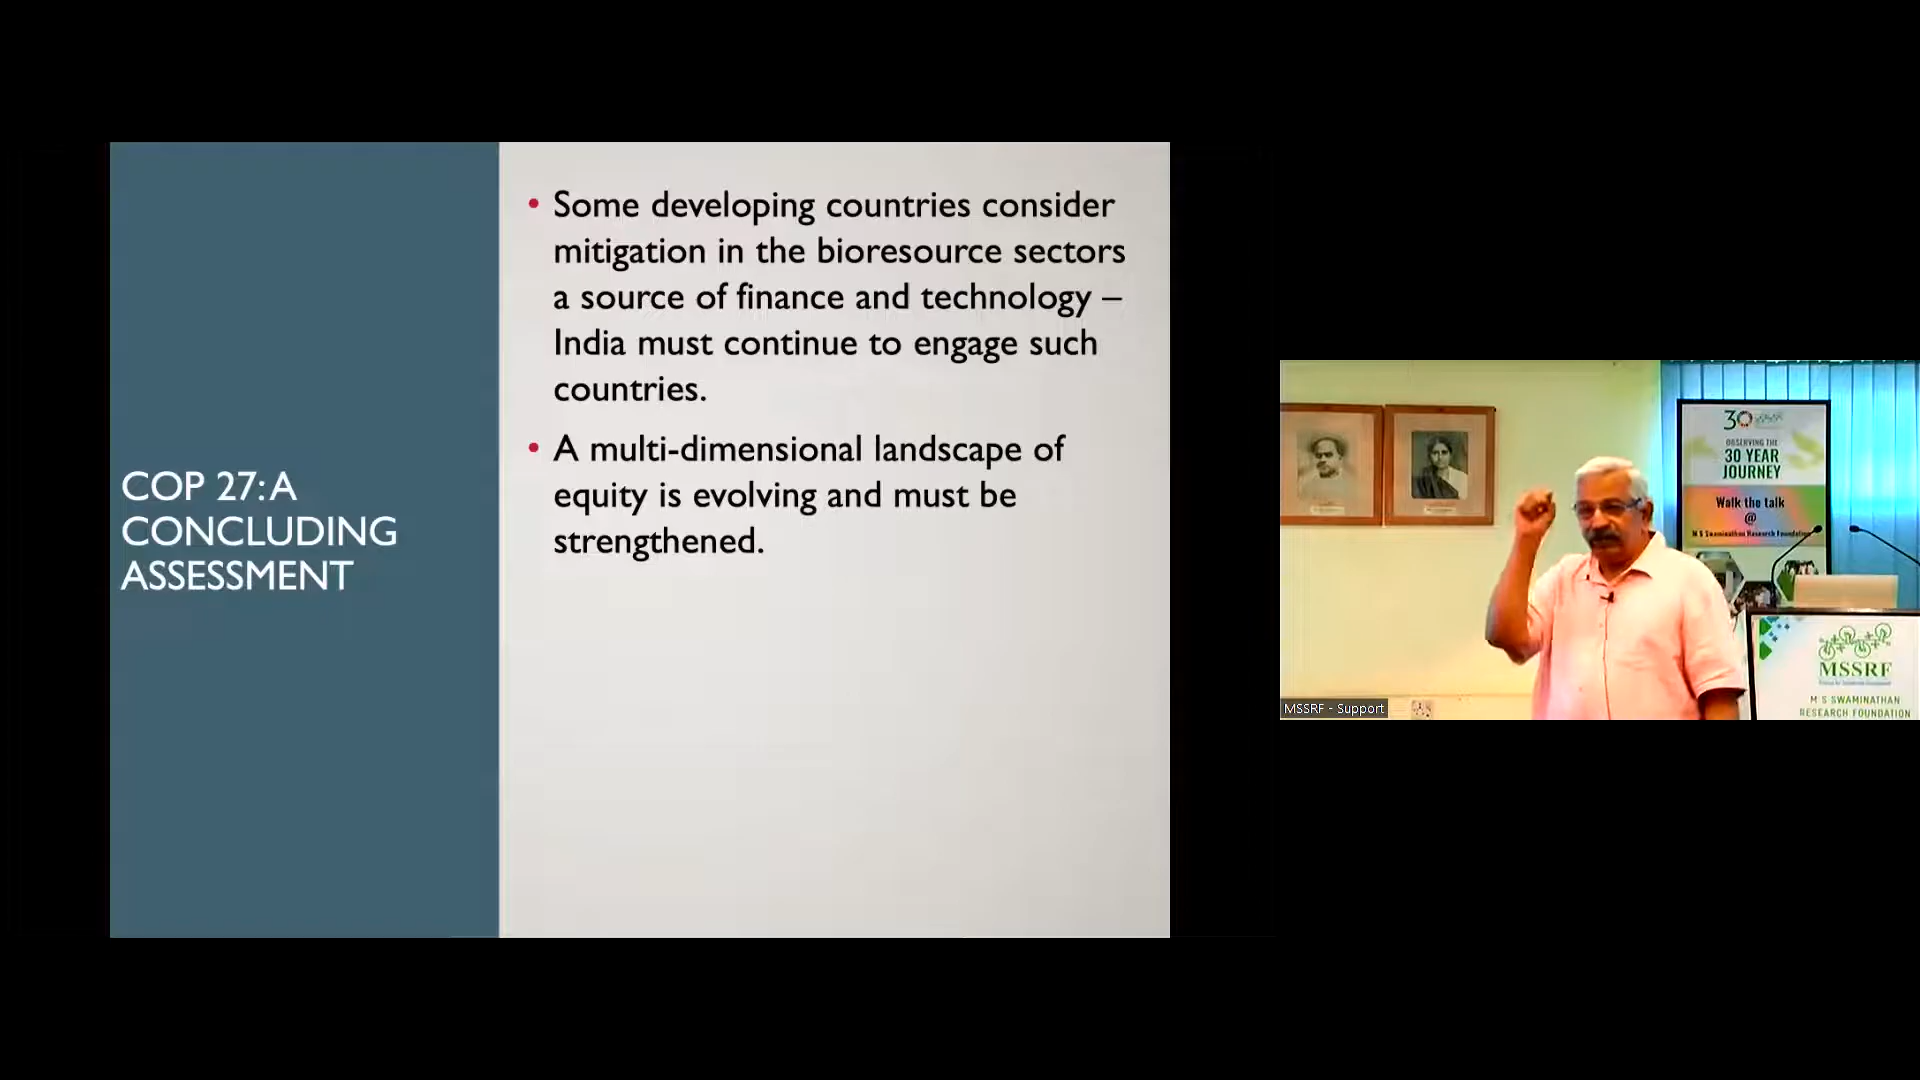 COP 27: A
CONCLUDING
ASSESSMENT
• Some developing countries consider
mitigation in the bioresource sectors
a source of finance and technology –
India must continue to engage such
countries.
• A multi-dimensional landscape of
equity is evolving and must be
strengthened.
30
OBSERVING THE
30 YEAR
JOURNEY
Walk the talk
@
M S Swaminathan Research Foundation
MSSRF
M S SWAMINATHAN
RESEARCH FOUNDATION
MSSRF - Support